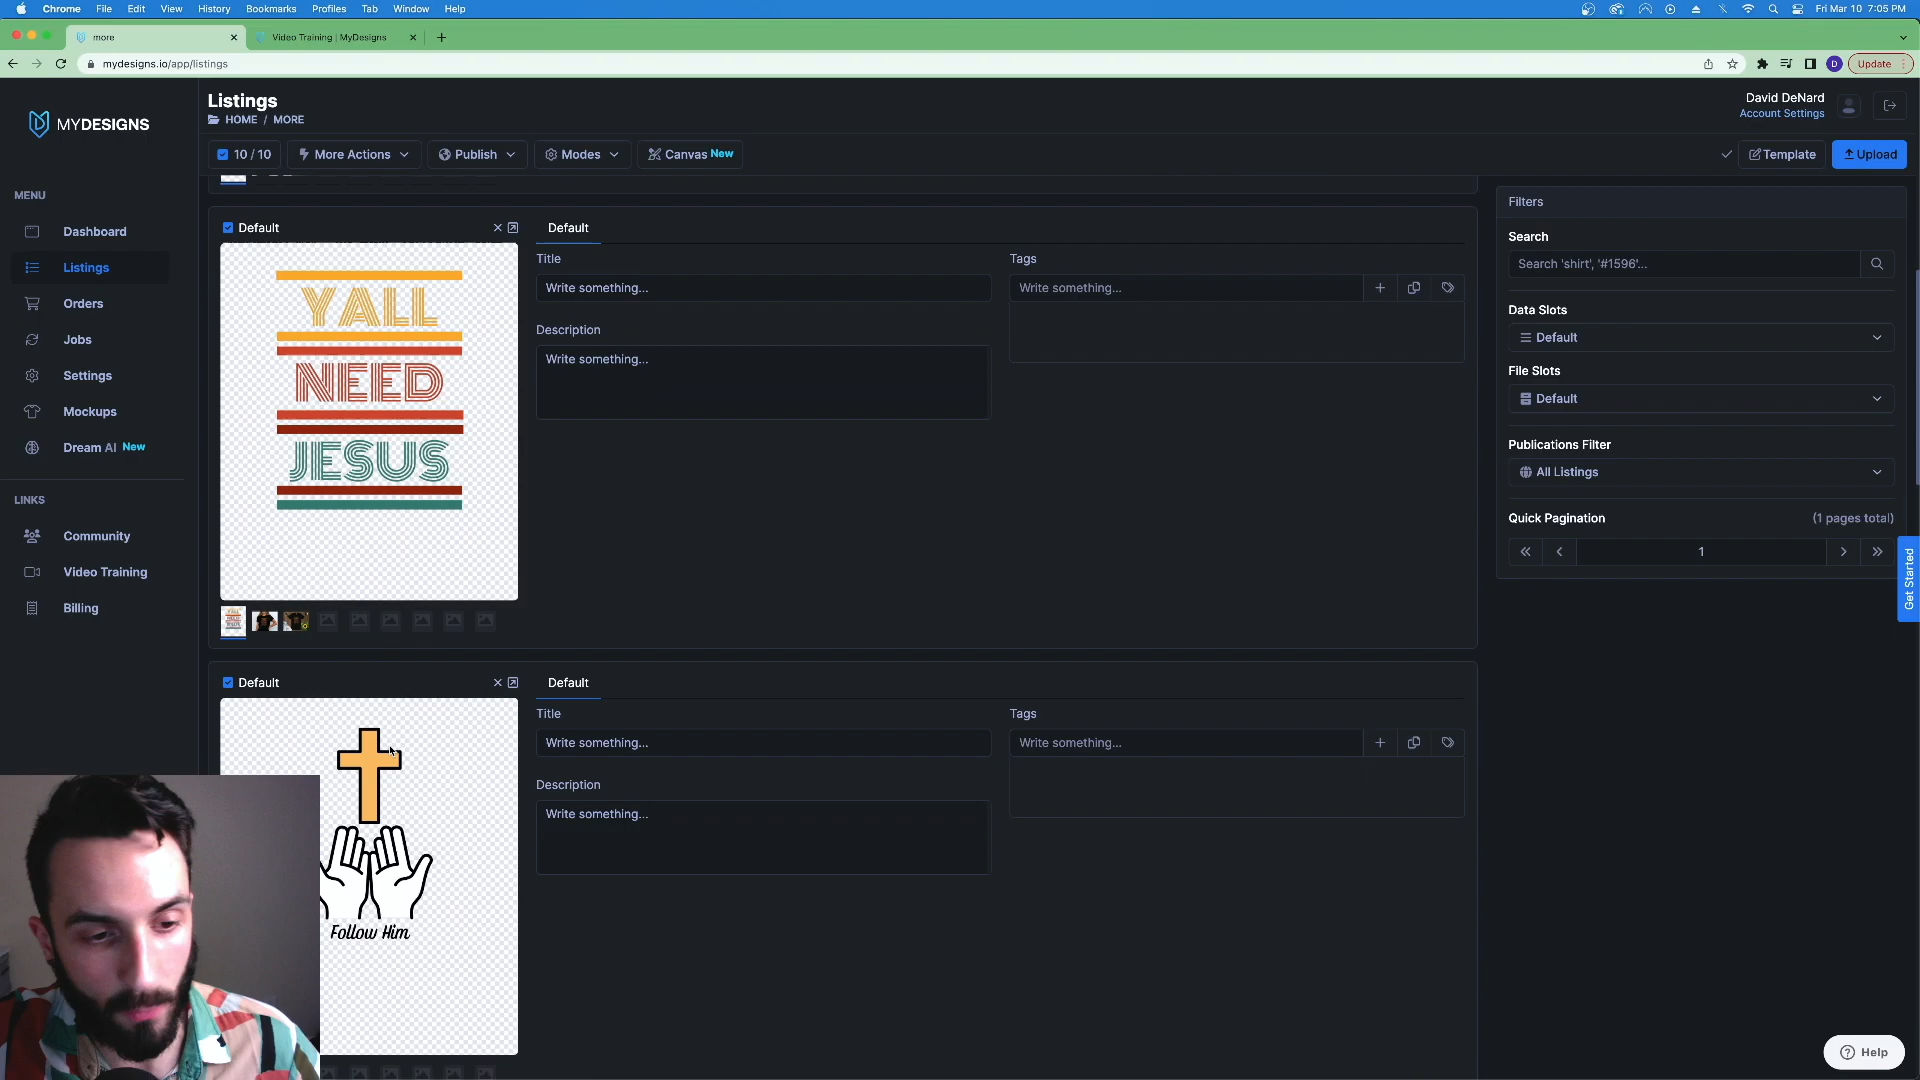 Chrome File Edit View History Bookmarks Profiles Tab Window Help
Fri Mar 10 7:05 PM
more
Video Training | MyDesigns
mydesigns.io/app/listings
D
Update
MYDESIGNS
Listings
HOME / MORE
David DeNard
Account Settings
10 / 10
More Actions
Publish
Modes
Canvas New
Template
Upload
MENU
Dashboard
Listings
Orders
Jobs
Settings
Mockups
Dream AI New
LINKS
Community
Video Training
Billing
Default
YALL
NEED
JESUS
Default
Title
Write something...
Description
Write something...
Tags
Write something...
Default
Follow Him
Default
Title
Write something...
Description
Write something...
Tags
Write something...
Filters
Search
Search 'shirt', '#1596'...
Data Slots
Default
File Slots
Default
Publications Filter
All Listings
Quick Pagination (1 pages total)
1
Get Started
Help